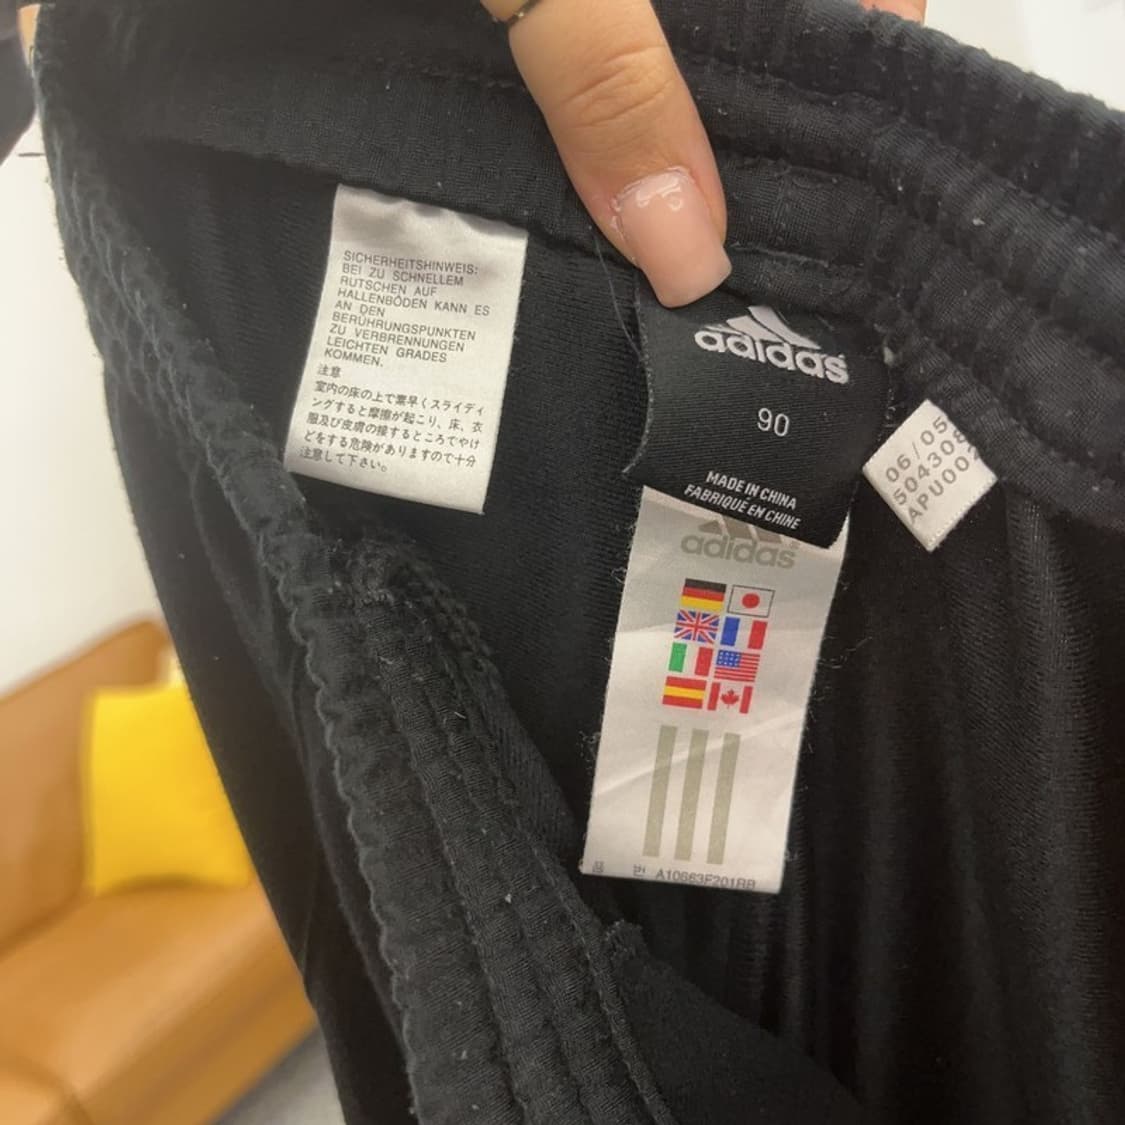 SICHERHEITSHINWEIS:
BEI ZU SCHNELLEM
RUTSCHEN AUF
HALLENBÖDEN KANN ES
AN DEN
BERÜHRUNGSPUNKTEN
ZU VERBRENNUNGEN
LEICHTEN GRADES
KOMMEN.
注意
室内の床の上で素早くスライディ
ングすると摩擦が起こり、床、衣
服及び皮膚の接するところでやけ
どをする危険がありますので十分
注意して下さい。
adidas
90
MADE IN CHINA
FABRIQUÉ EN CHINE
adidas
품 번 A10663F201RB
06/05
504308
APU002